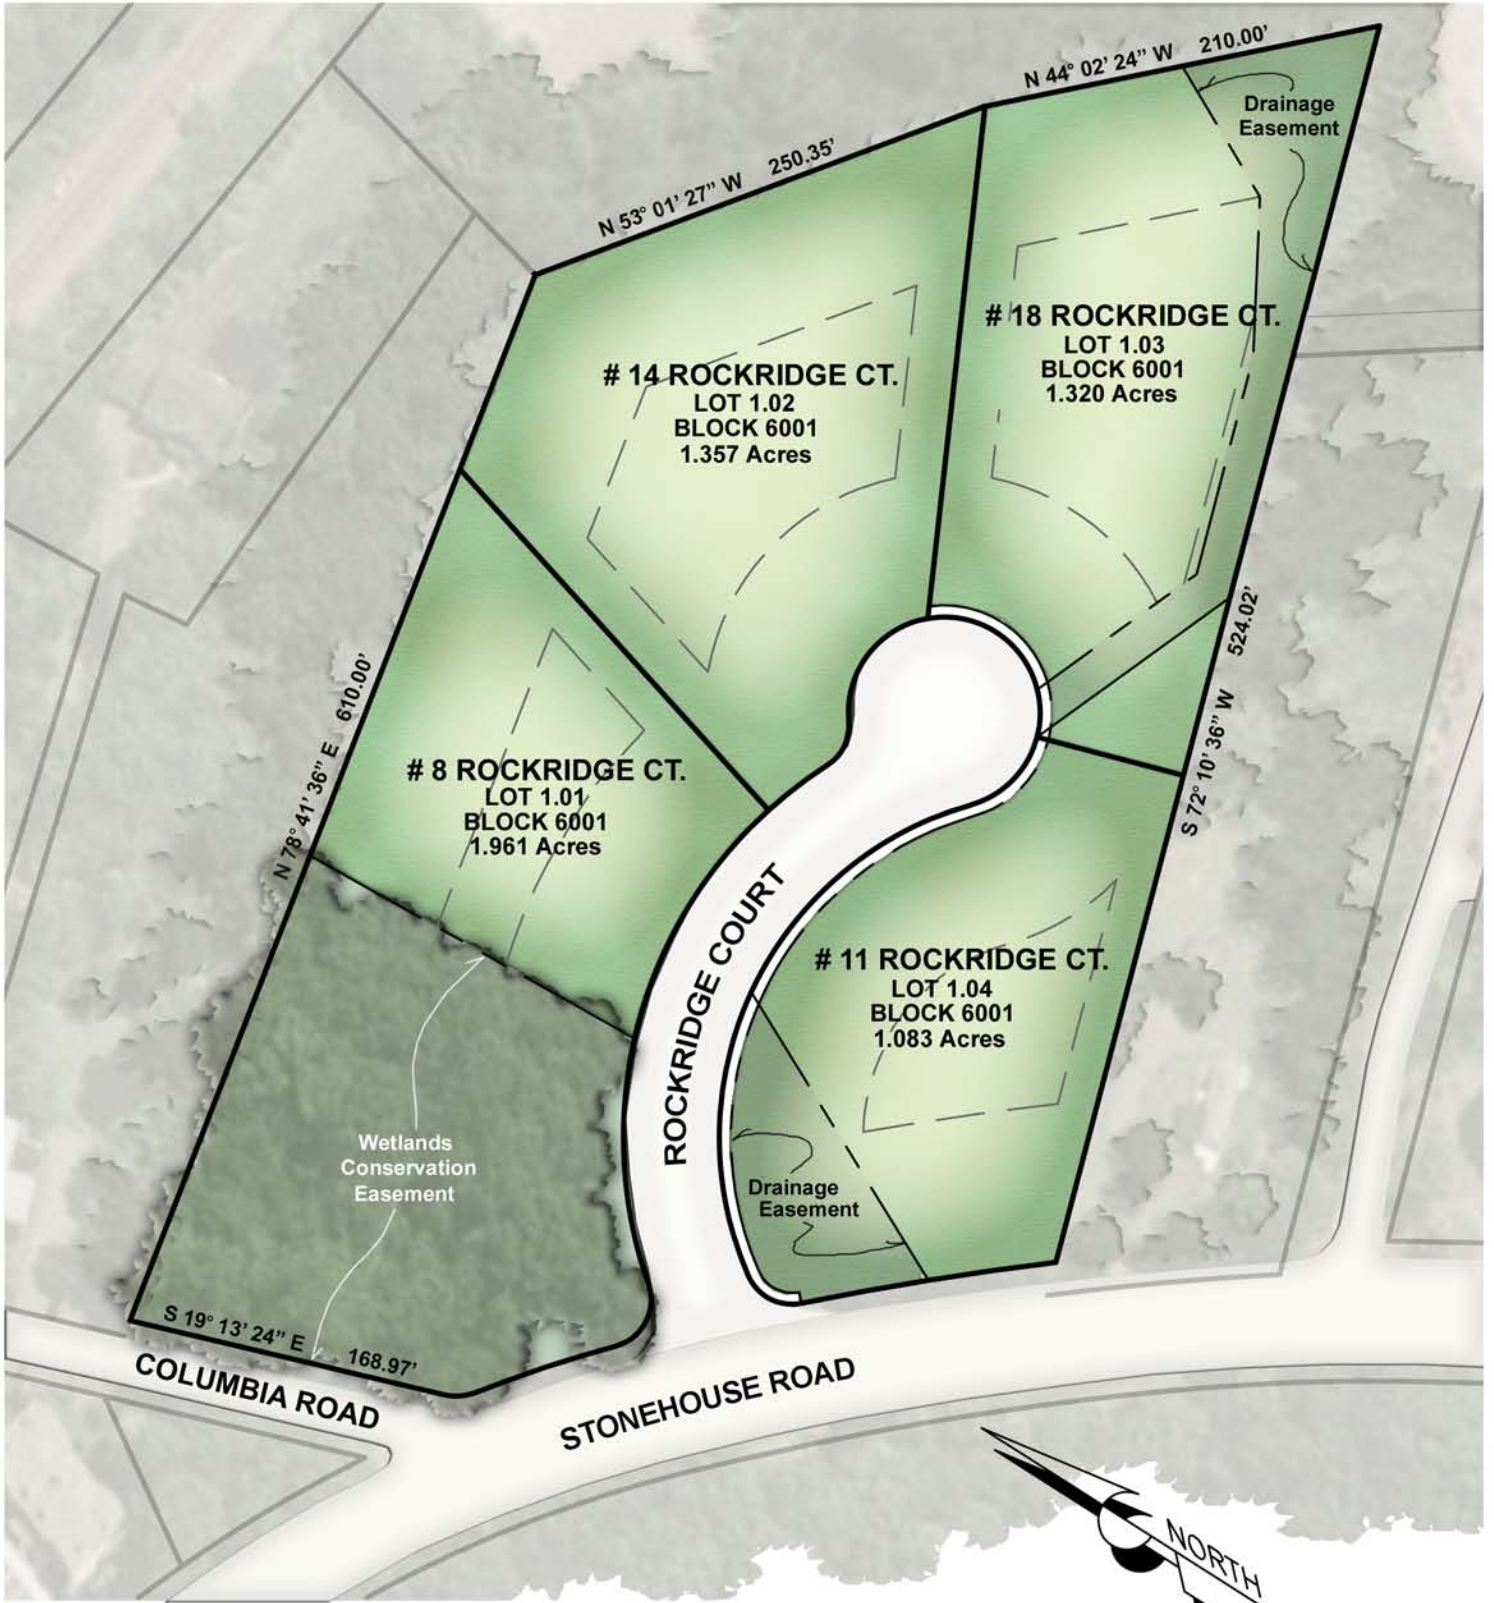 N 44° 02' 24” W 210.00'
Drainage
Easement
N 53° 01' 27” W 250.35'
# 18 ROCKRIDGE CT.
LOT 1.03
BLOCK 6001
1.320 Acres
# 14 ROCKRIDGE CT.
LOT 1.02
BLOCK 6001
1.357 Acres
N 78° 41' 36” E 610.00'
S 72° 10' 36” W 524.02'
# 8 ROCKRIDGE CT.
LOT 1.01
BLOCK 6001
1.961 Acres
ROCKRIDGE COURT
# 11 ROCKRIDGE CT.
LOT 1.04
BLOCK 6001
1.083 Acres
Wetlands
Conservation
Easement
Drainage
Easement
S 19° 13' 24” E 168.97'
COLUMBIA ROAD
STONEHOUSE ROAD
NORTH